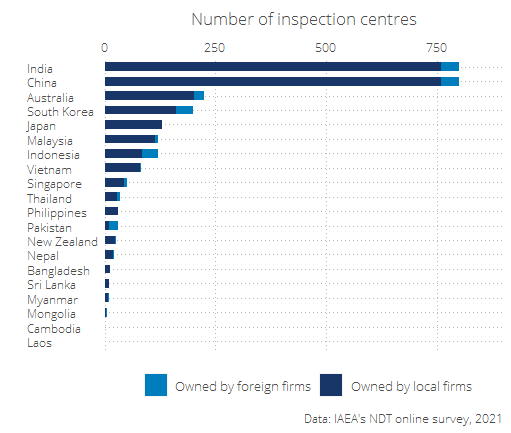 Number of inspection centres
0 250 500 750
India
China
Australia
South Korea
Japan
Malaysia
Indonesia
Vietnam
Singapore
Thailand
Philippines
Pakistan
New Zealand
Nepal
Bangladesh
Sri Lanka
Myanmar
Mongolia
Cambodia
Laos
Owned by foreign firms Owned by local firms
Data: IAEA's NDT online survey, 2021